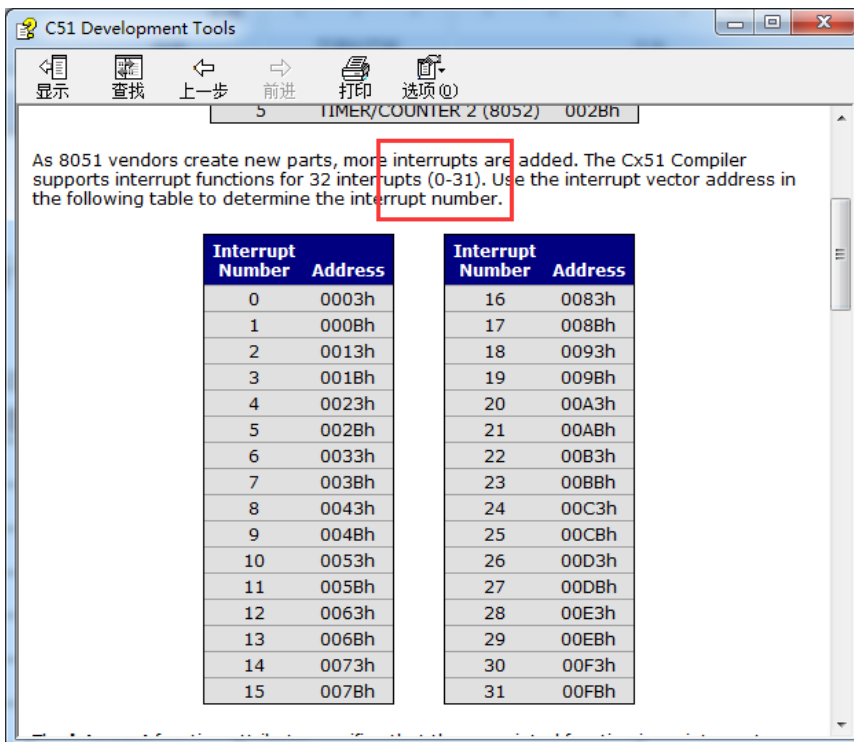 C51 Development Tools
显示 查找 上一步 前进 打印 选项(O)
5 TIMER/COUNTER 2 (8052) 002Bh
As 8051 vendors create new parts, more interrupts are added. The Cx51 Compiler
supports interrupt functions for 32 interrupts (0-31). Use the interrupt vector address in
the following table to determine the interrupt number.
Interrupt Interrupt
Number Address Number Address
0 0003h 16 0083h
1 000Bh 17 008Bh
2 0013h 18 0093h
3 001Bh 19 009Bh
4 0023h 20 00A3h
5 002Bh 21 00ABh
6 0033h 22 00B3h
7 003Bh 23 00BBh
8 0043h 24 00C3h
9 004Bh 25 00CBh
10 0053h 26 00D3h
11 005Bh 27 00DBh
12 0063h 28 00E3h
13 006Bh 29 00EBh
14 0073h 30 00F3h
15 007Bh 31 00FBh